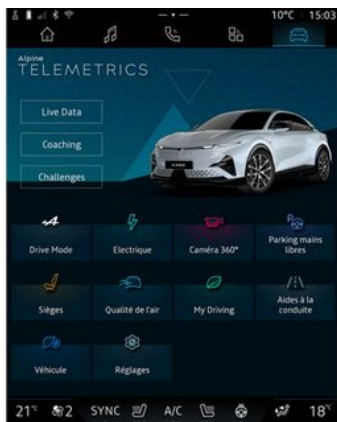 10°C 15:03
Alpine
TELEMETRICS
Live Data
Coaching
Challenges
Drive Mode
Electrique
Caméra 360°
Parking mains
libres
Sièges
Qualité de l'air
My Driving
Aides à la
conduite
Véhicule
Réglages
21°C 2 SYNC A/C 18°C